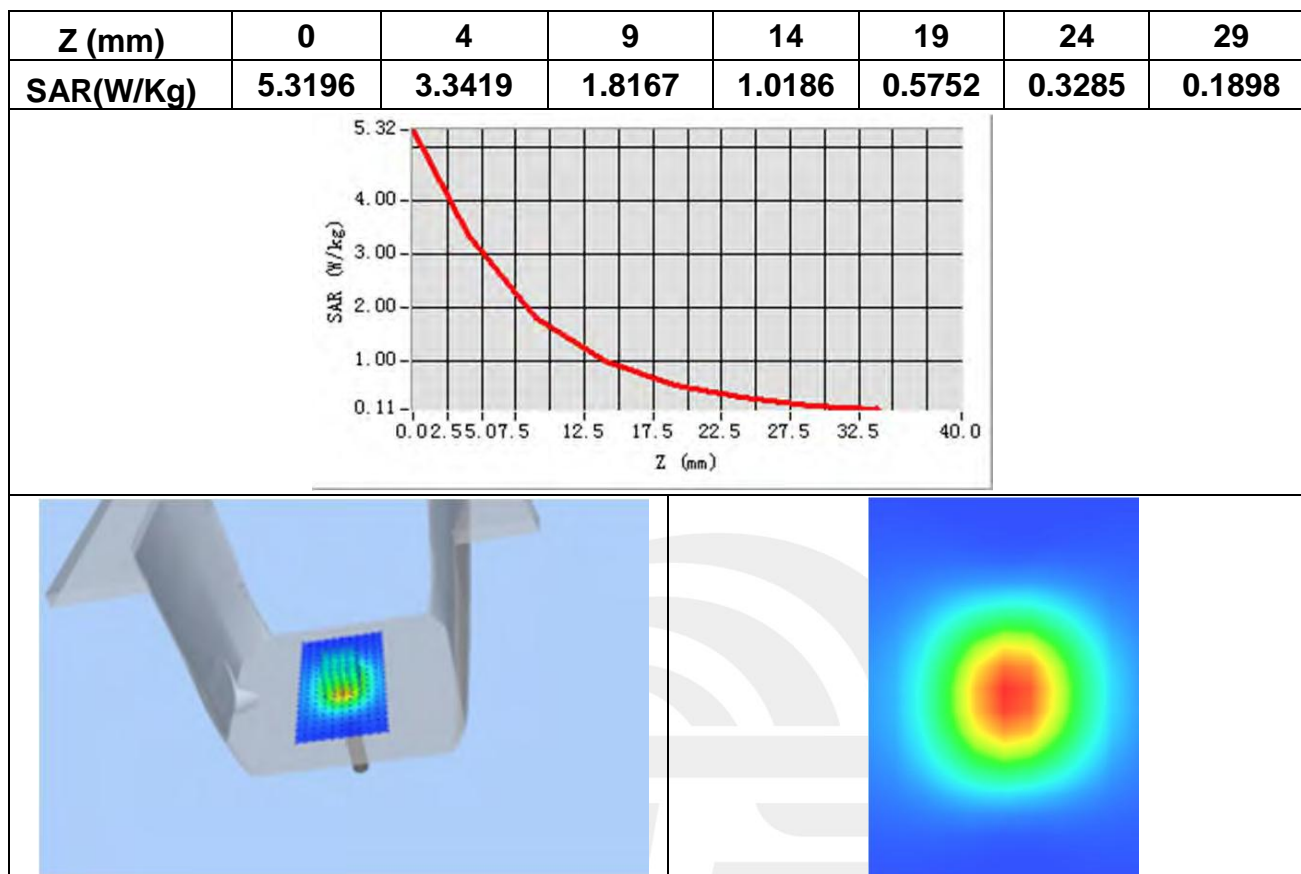 Z (mm) 0 4 9 14 19 24 29
SAR(W/Kg) 5.3196 3.3419 1.8167 1.0186 0.5752 0.3285 0.1898
5.32
4.00
3.00
2.00
1.00
0.11
SAR (W/kg)
0.0 2.5 5.0 7.5 12.5 17.5 22.5 27.5 32.5 40.0
Z (mm)